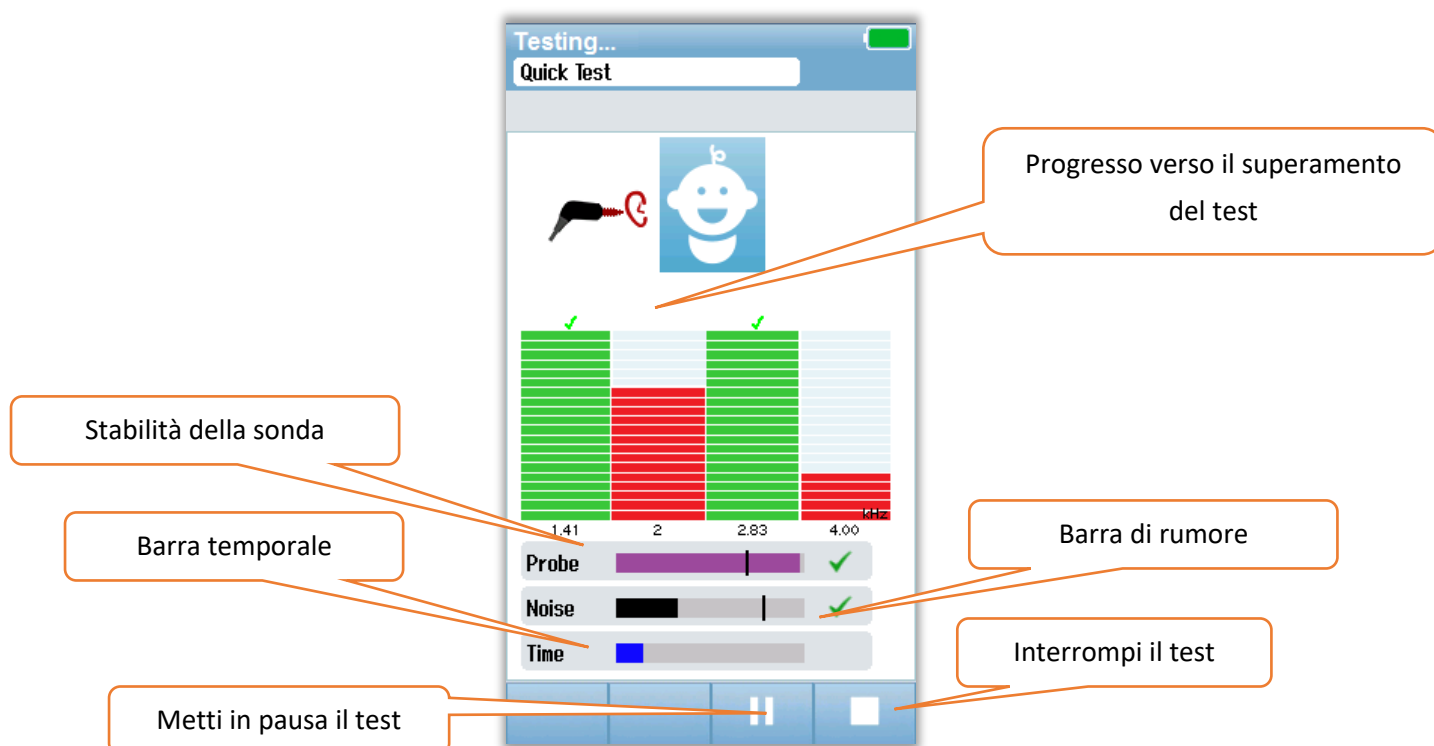 Testing...
Quick Test
Progresso verso il superamento
del test
kHz
1.41 2 2.83 4.00
Stabilità della sonda
Probe
Barra temporale
Noise
Barra di rumore
Time
Interrompi il test
Metti in pausa il test